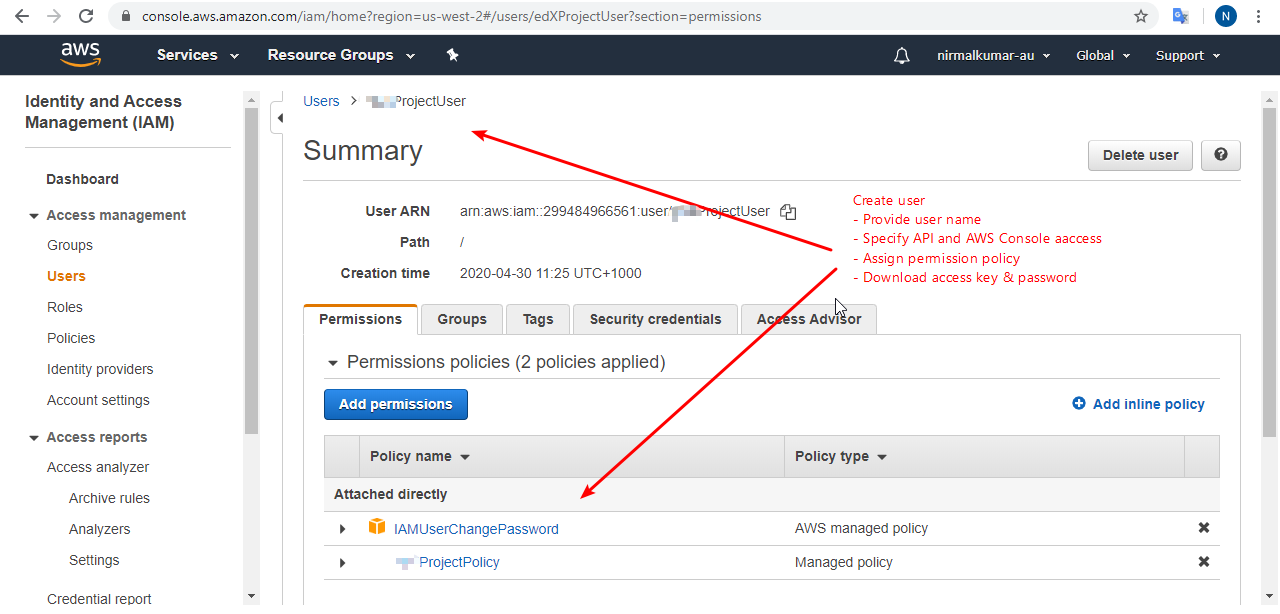 console.aws.amazon.com/iam/home?region=us-west-2#/users/edXProjectUser?section=permissions
N
aws
Services
Resource Groups
nirmalkumar-au
Global
Support
Identity and Access
Management (IAM)
Dashboard
Access management
Groups
Users
Roles
Policies
Identity providers
Account settings
Access reports
Access analyzer
Archive rules
Analyzers
Settings
Credential report
Users > ProjectUser
Summary
Delete user
?
User ARN arn:aws:iam::299484966561:user/ ProjectUser
Path /
Creation time 2020-04-30 11:25 UTC+1000
Create user
- Provide user name
- Specify API and AWS Console aaccess
- Assign permission policy
- Download access key & password
Permissions
Groups
Tags
Security credentials
Access Advisor
Permissions policies (2 policies applied)
Add permissions
Add inline policy
Policy name
Policy type
Attached directly
IAMUserChangePassword AWS managed policy
ProjectPolicy Managed policy